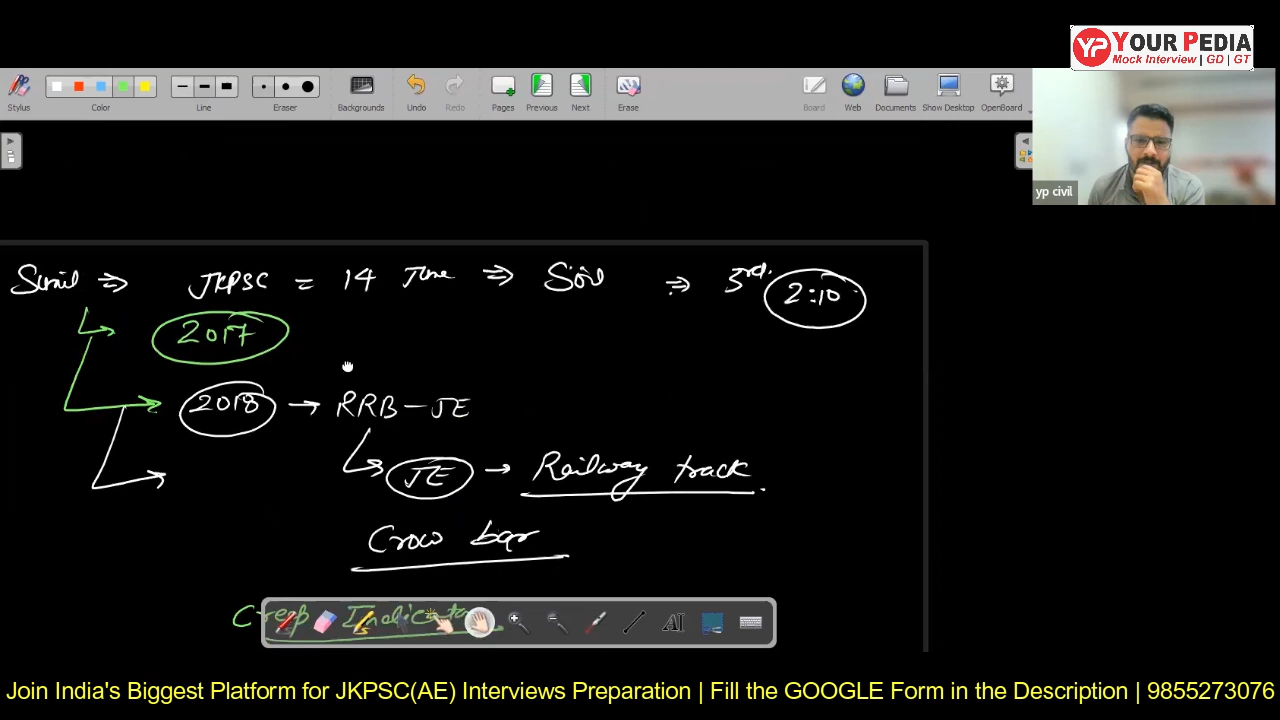 YP YOUR PEDIA
Mock Interview | GD | GT
Stylus Color Line Eraser Backgrounds Undo Redo Pages Previous Next Erase Board Web Documents Show Desktop OpenBoard
yp civil
Sunil ⇒ JKPSC = 14 June ⇒ Soil ⇒ 3rd. 2:10
2017
2018 → RRB-JE
JE → Railway track.
Crow bar
Creep Indicator
AI
Join India's Biggest Platform for JKPSC(AE) Interviews Preparation | Fill the GOOGLE Form in the Description | 9855273076